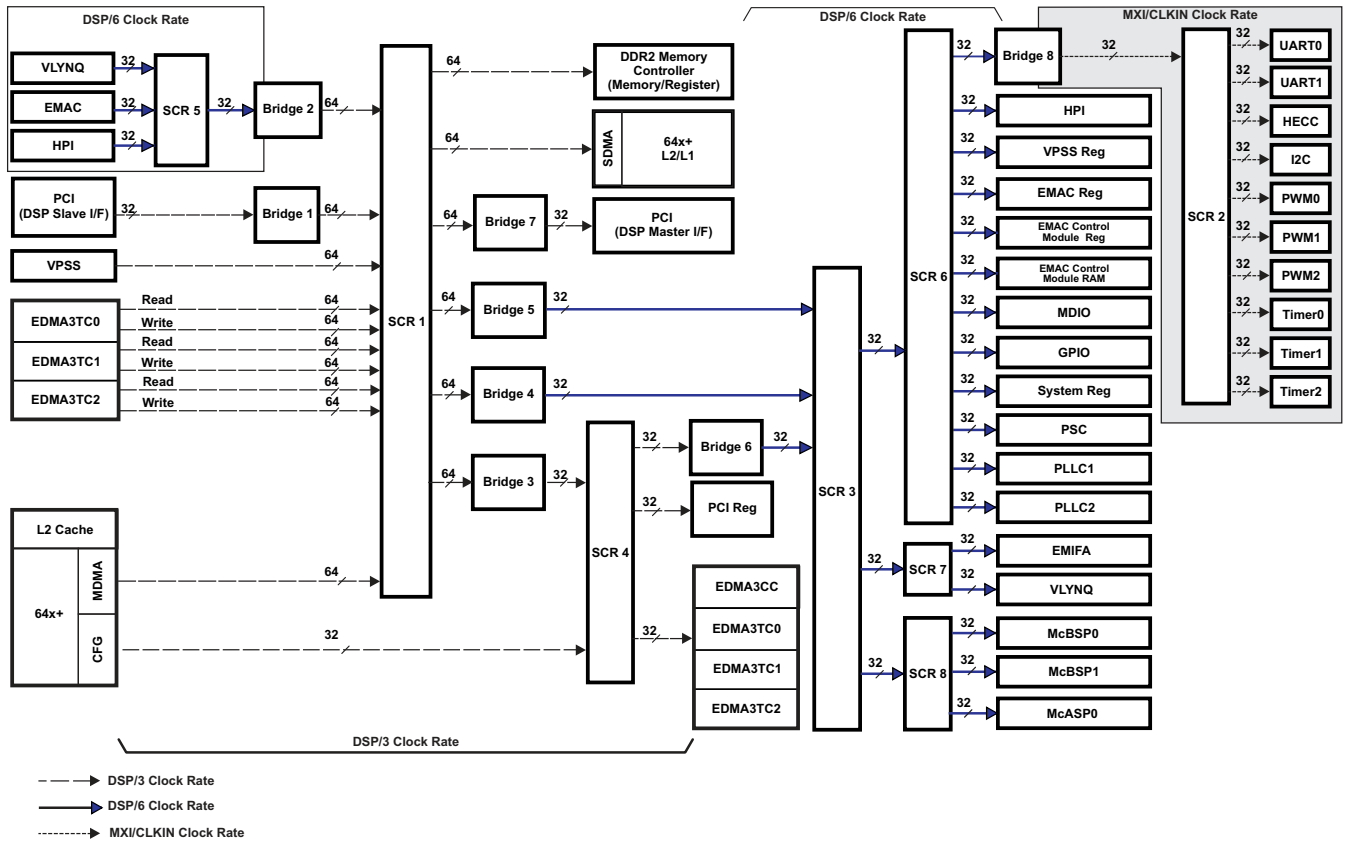 DSP/6 Clock Rate
VLYNQ
32
EMAC
32
HPI
32
SCR 5
32
Bridge 2
64
PCI
(DSP Slave I/F)
32
Bridge 1
64
VPSS
64
EDMA3TC0
EDMA3TC1
EDMA3TC2
Read
64
Write
64
Read
64
Write
64
Read
64
Write
64
L2 Cache
64x+
MDMA
CFG
64
32
SCR 1
64
DDR2 Memory
Controller
(Memory/Register)
64
SDMA
64x+
L2/L1
64
Bridge 7
32
PCI
(DSP Master I/F)
64
Bridge 5
32
64
Bridge 4
32
64
Bridge 3
32
SCR 4
32
Bridge 6
32
32
PCI Reg
32
EDMA3CC
EDMA3TC0
EDMA3TC1
EDMA3TC2
DSP/3 Clock Rate
SCR 3
DSP/6 Clock Rate
32
SCR 6
32
Bridge 8
32
32
HPI
32
VPSS Reg
32
EMAC Reg
32
EMAC Control
Module Reg
32
EMAC Control
Module RAM
32
MDIO
32
GPIO
32
System Reg
32
PSC
32
PLLC1
32
PLLC2
32
SCR 7
32
EMIFA
32
VLYNQ
32
SCR 8
32
McBSP0
32
McBSP1
32
McASP0
MXI/CLKIN Clock Rate
SCR 2
32
UART0
32
UART1
32
HECC
32
I2C
32
PWM0
32
PWM1
32
PWM2
32
Timer0
32
Timer1
32
Timer2
DSP/3 Clock Rate
DSP/6 Clock Rate
MXI/CLKIN Clock Rate